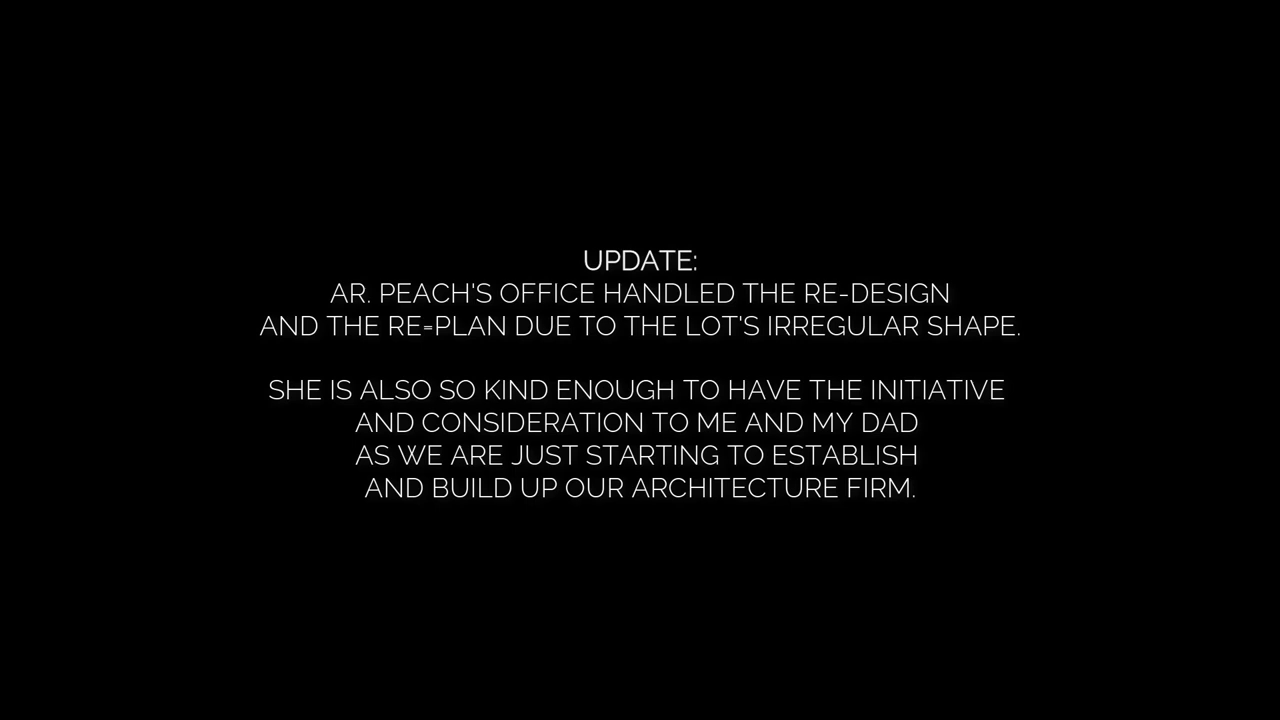 UPDATE:
AR. PEACH'S OFFICE HANDLED THE RE-DESIGN
AND THE RE=PLAN DUE TO THE LOT'S IRREGULAR SHAPE.
SHE IS ALSO SO KIND ENOUGH TO HAVE THE INITIATIVE
AND CONSIDERATION TO ME AND MY DAD
AS WE ARE JUST STARTING TO ESTABLISH
AND BUILD UP OUR ARCHITECTURE FIRM.